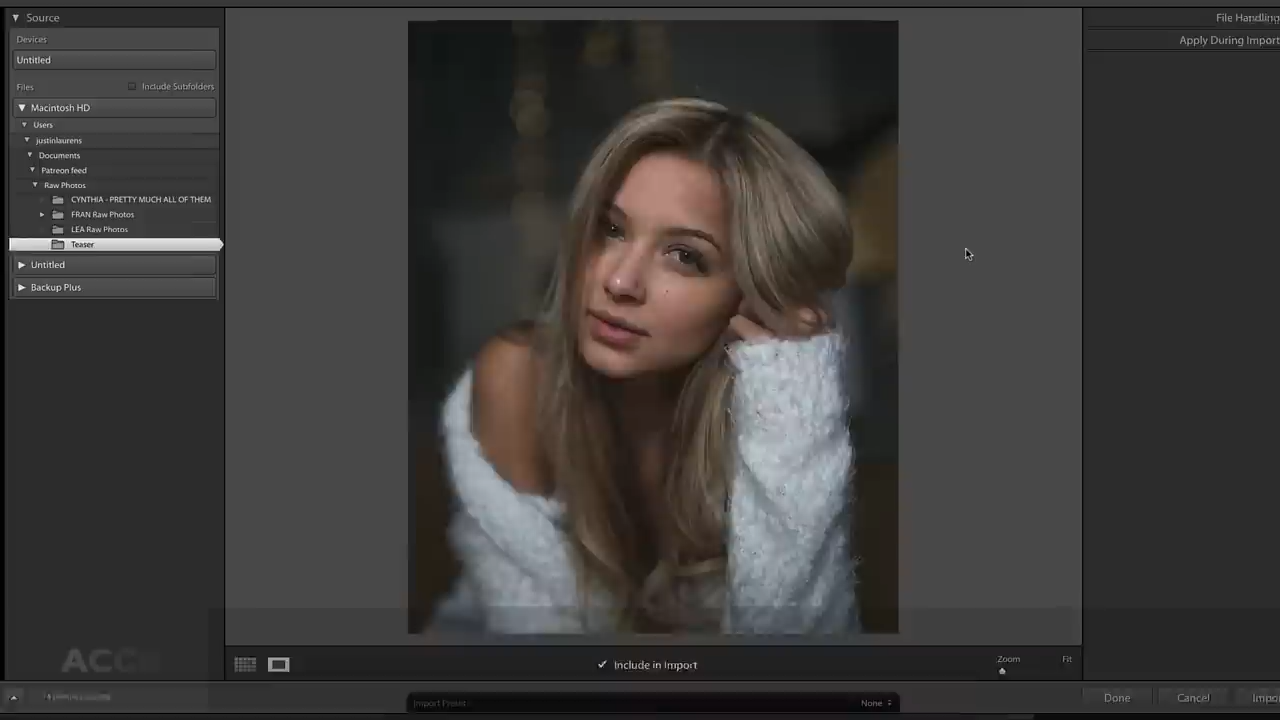 Source
File Handling
Apply During Import
Devices
Untitled
Files
Include Subfolders
Macintosh HD
Users
justinlaurens
Documents
Patreon feed
Raw Photos
CYNTHIA - PRETTY MUCH ALL OF THEM
FRAN Raw Photos
LEA Raw Photos
Teaser
Untitled
Backup Plus
Include in Import
Zoom
Fit
Import Preset
None
Done
Cancel